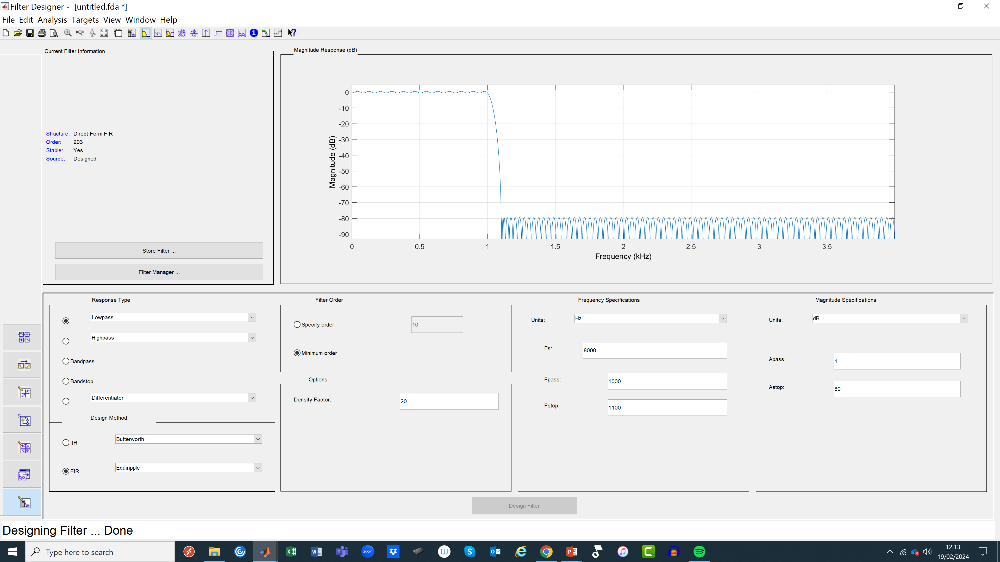 Filter Designer - [untitled.fda *]
File Edit Analysis Targets View Window Help
Current Filter Information
Structure: Direct-Form FIR
Order: 203
Stable: Yes
Source: Designed
Store Filter ...
Filter Manager ...
Magnitude Response (dB)
Magnitude (dB)
0
-10
-20
-30
-40
-50
-60
-70
-80
-90
0 0.5 1 1.5 2 2.5 3 3.5
Frequency (kHz)
Response Type
Lowpass
Highpass
Bandpass
Bandstop
Differentiator
Design Method
IIR Butterworth
FIR Equiripple
Filter Order
Specify order: 10
Minimum order
Options
Density Factor: 20
Frequency Specifications
Units: Hz
Fs: 8000
Fpass: 1000
Fstop: 1100
Magnitude Specifications
Units: dB
Apass: 1
Astop: 80
Design Filter
Designing Filter ... Done
Type here to search
zoom
12:13
19/02/2024